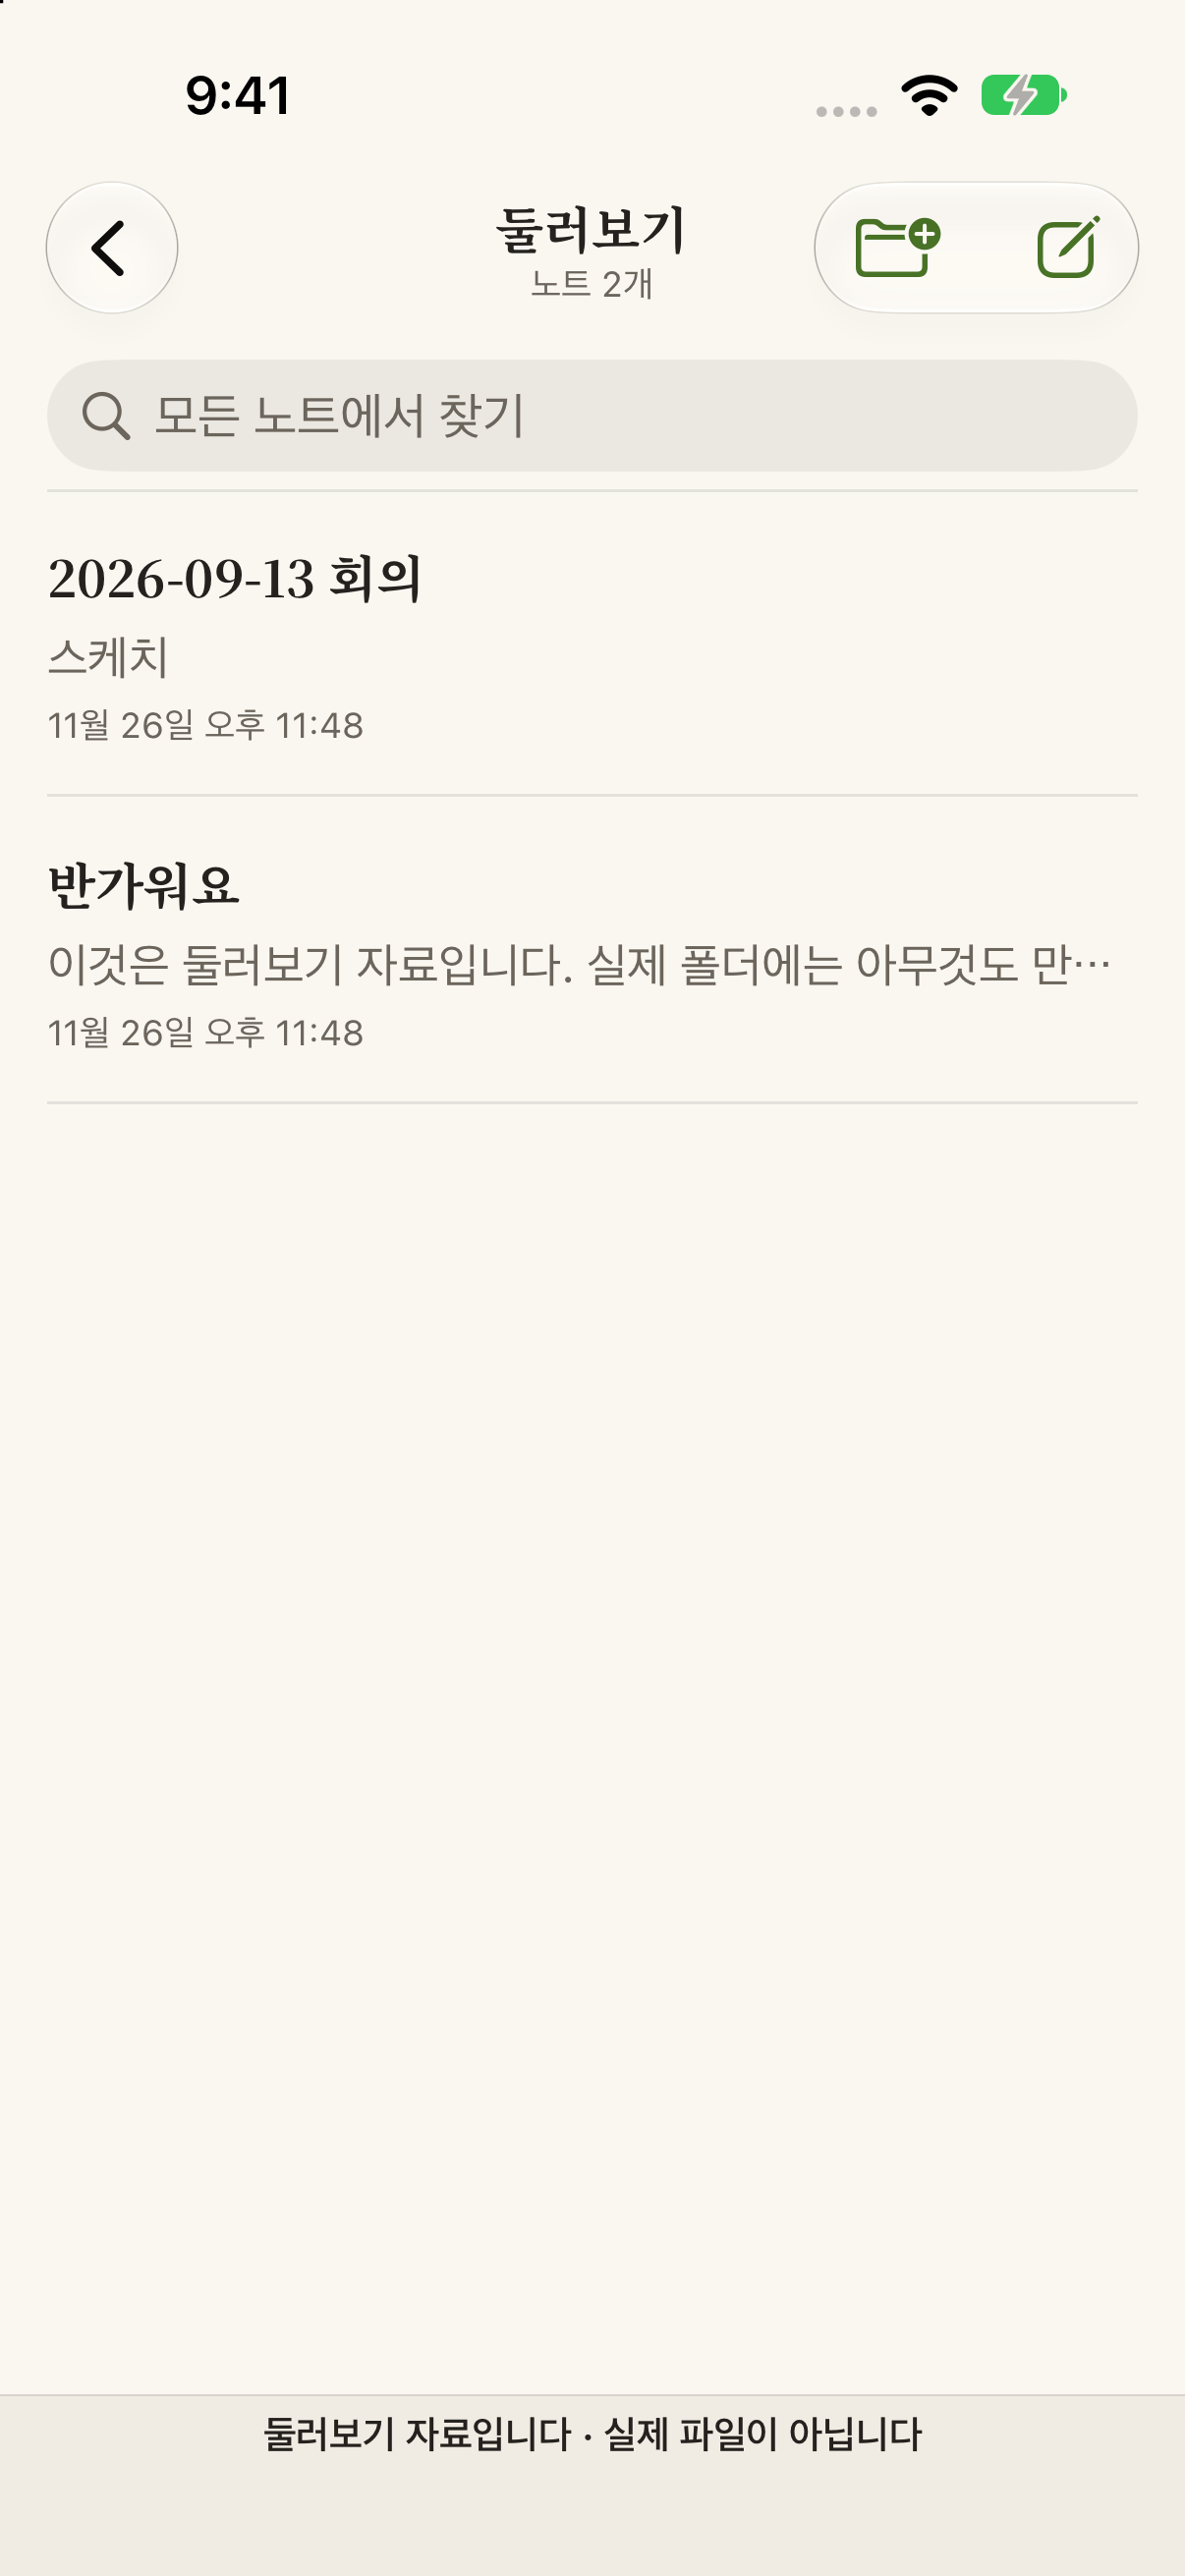 9:41
둘러보기
노트 2개
모든 노트에서 찾기
2026-09-13 회의
스케치
11월 26일 오후 11:48
반가워요
이것은 둘러보기 자료입니다. 실제 폴더에는 아무것도 만…
11월 26일 오후 11:48
둘러보기 자료입니다 · 실제 파일이 아닙니다